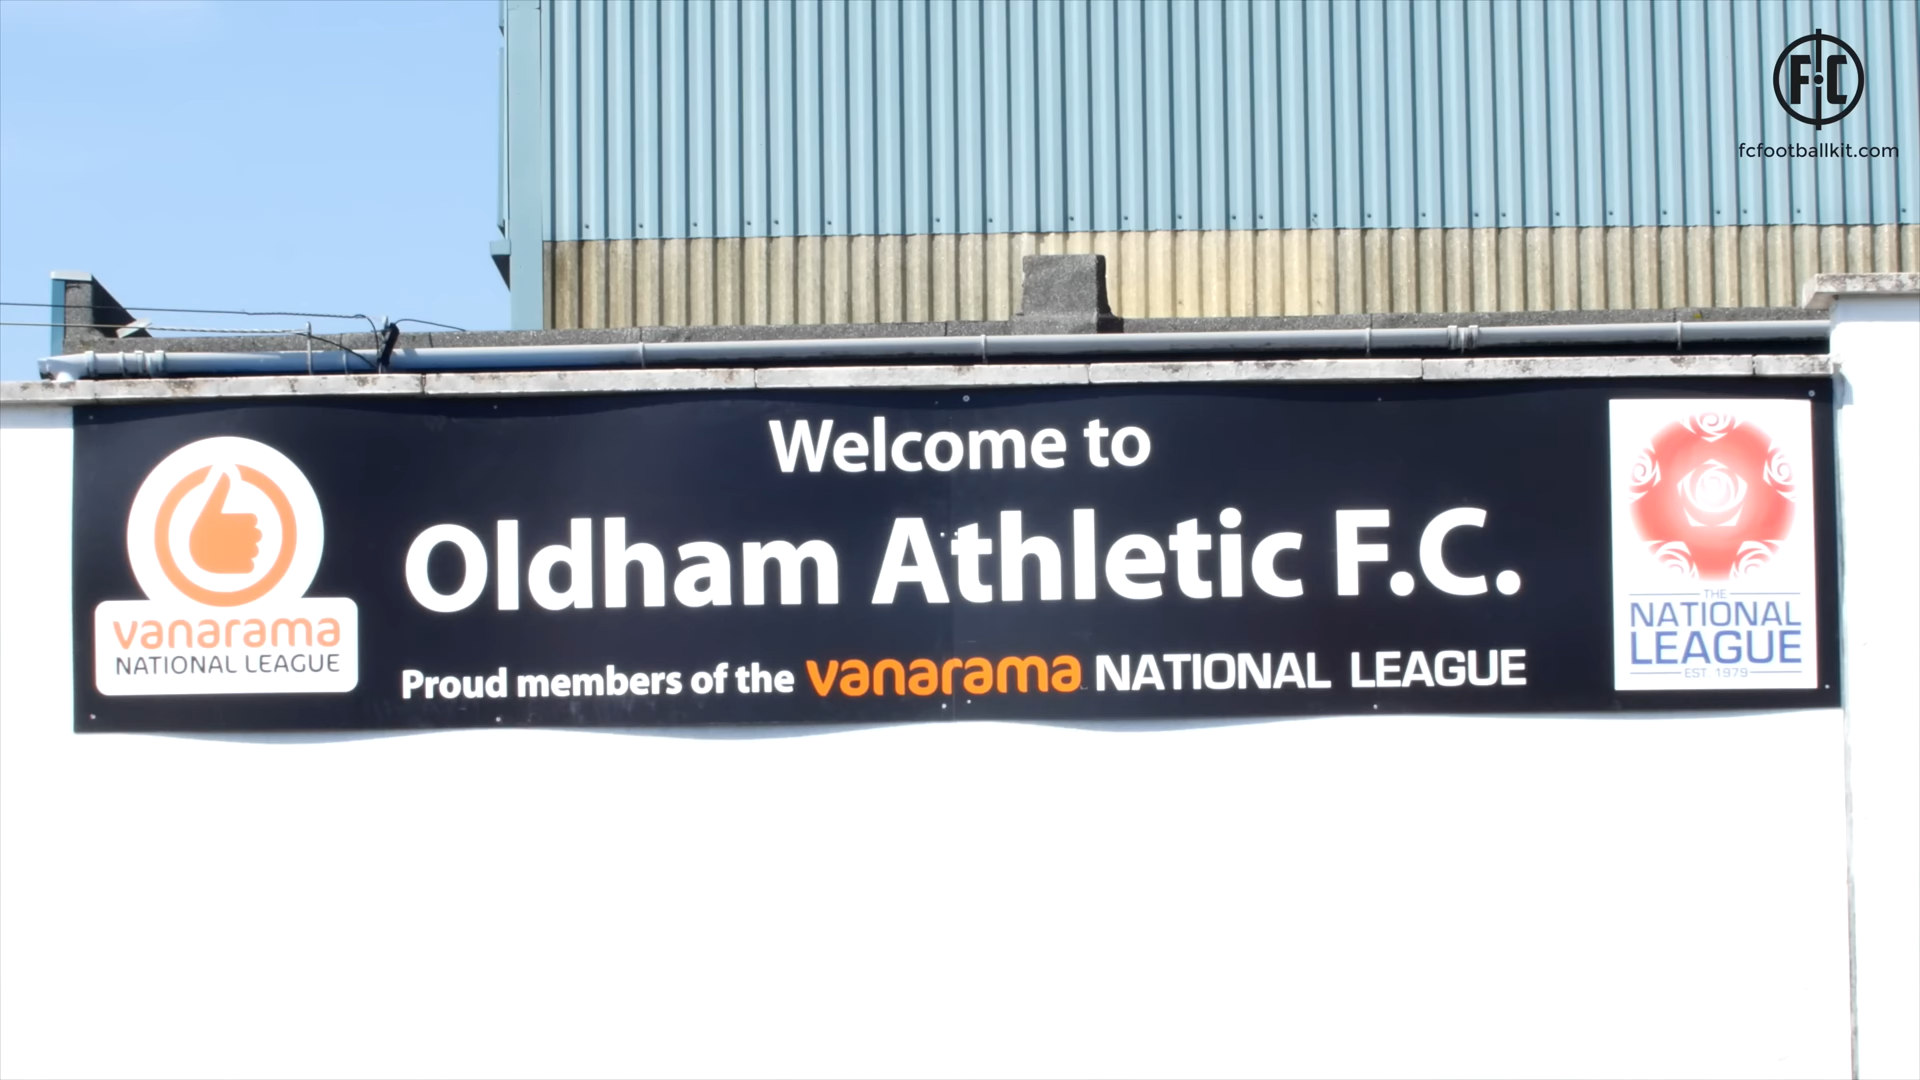 FC
fcfootballkit.com
Welcome to
Oldham Athletic F.C.
Proud members of the vanarama NATIONAL LEAGUE
vanarama
NATIONAL LEAGUE
THE
NATIONAL
LEAGUE
EST 1979